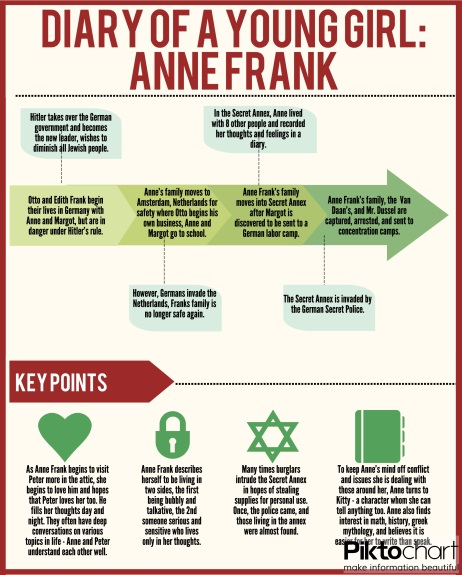 DIARY OF A YOUNG GIRL:
ANNE FRANK
Hitler takes over the German
government and becomes
the new leader, wishes to
diminish all Jewish people.
In the Secret Annex, Anne lived
with 8 other people and recorded
her thoughts and feelings in a
diary.
Otto and Edith Frank begin
their lives in Germany with
Anne and Margot, but are in
danger under Hitler's rule.
Anne's family moves to
Amsterdam, Netherlands for
safety where Otto begins his
own business, Anne and
Margot go to school.
Anne Frank's family
moves into Secret Annex
after Margot is
discovered to be sent to a
German labor camp.
Anne Frank's family, the Van
Daan's, and Mr. Dussel are
captured, arrested, and sent to
concentration camps.
However, Germans invade the
Netherlands, Franks family is
no longer safe again.
The Secret Annex is invaded by
the German Secret Police.
KEY POINTS
As Anne Frank begins to visit
Peter more in the attic, she
begins to love him and hopes
that Peter loves her too. He
fills her thoughts day and
night. They often have deep
conversations on various
topics in life - Anne and Peter
understand each other well.
Anne Frank describes
herself to be living in
two sides, the first
being bubbly and
talkative, the 2nd
someone serious and
sensitive who lives
only in her thoughts.
Many times burglars
intrude the Secret Annex
in hopes of stealing
supplies for personal use.
Once, the police came, and
those living in the annex
were almost found.
To keep Anne's mind off conflict
and issues she is dealing with
those around her, Anne turns to
Kitty - a character whom she can
tell anything too. Anne also finds
interest in math, history, greek
mythology, and believes it is
easier for her to write than speak.
Piktochart
make information beautiful